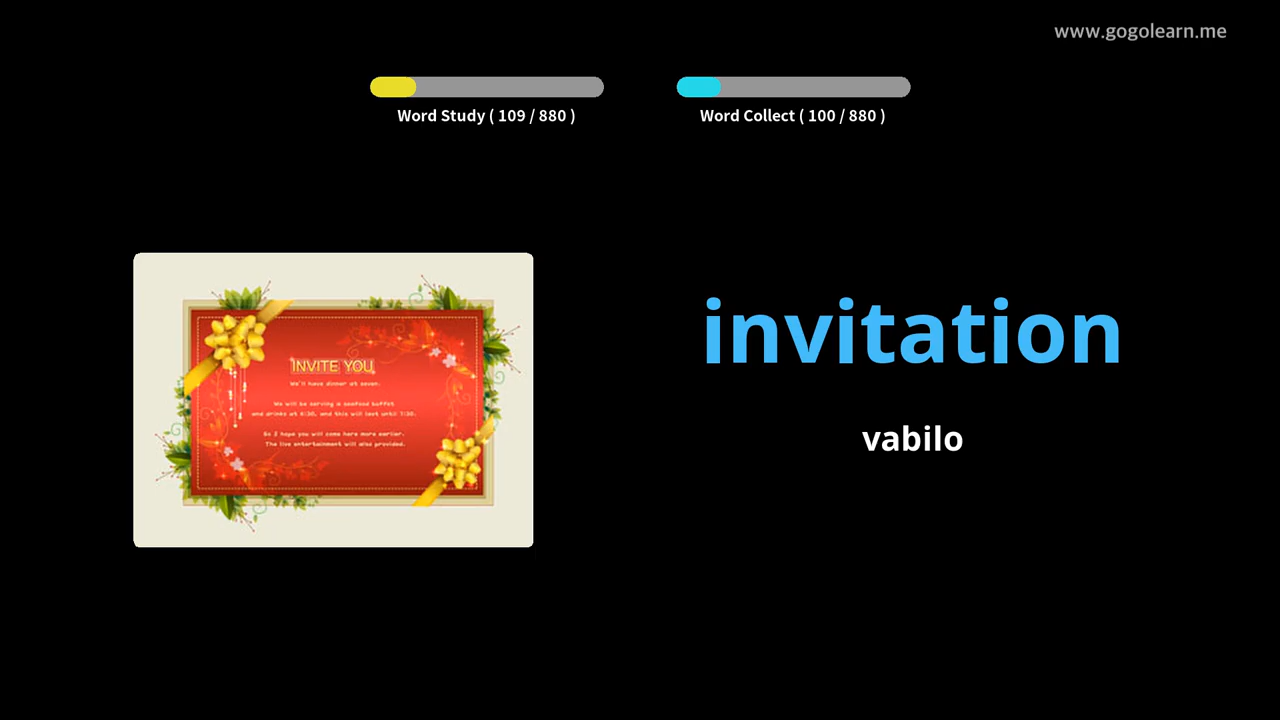 www.gogolearn.me
Word Study ( 109 / 880 )
Word Collect ( 100 / 880 )
INVITE YOU
We'll have dinner at seven.
We will be serving a seafood buffet
and drinks at 6:30, and this will last until 7:30.
So I hope you will come here more earlier.
The live entertainment will also provided.
invitation
vabilo